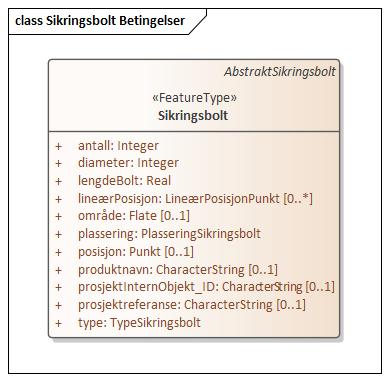 class Sikringsbolt Betingelser
AbstraktSikringsbolt
«FeatureType»
Sikringsbolt
+ antall: Integer
+ diameter: Integer
+ lengdeBolt: Real
+ lineærPosisjon: LineærPosisjonPunkt [0..*]
+ område: Flate [0..1]
+ plassering: PlasseringSikringsbolt
+ posisjon: Punkt [0..1]
+ produktnavn: CharacterString [0..1]
+ prosjektInternObjekt_ID: CharacterString [0..1]
+ prosjektreferanse: CharacterString [0..1]
+ type: TypeSikringsbolt